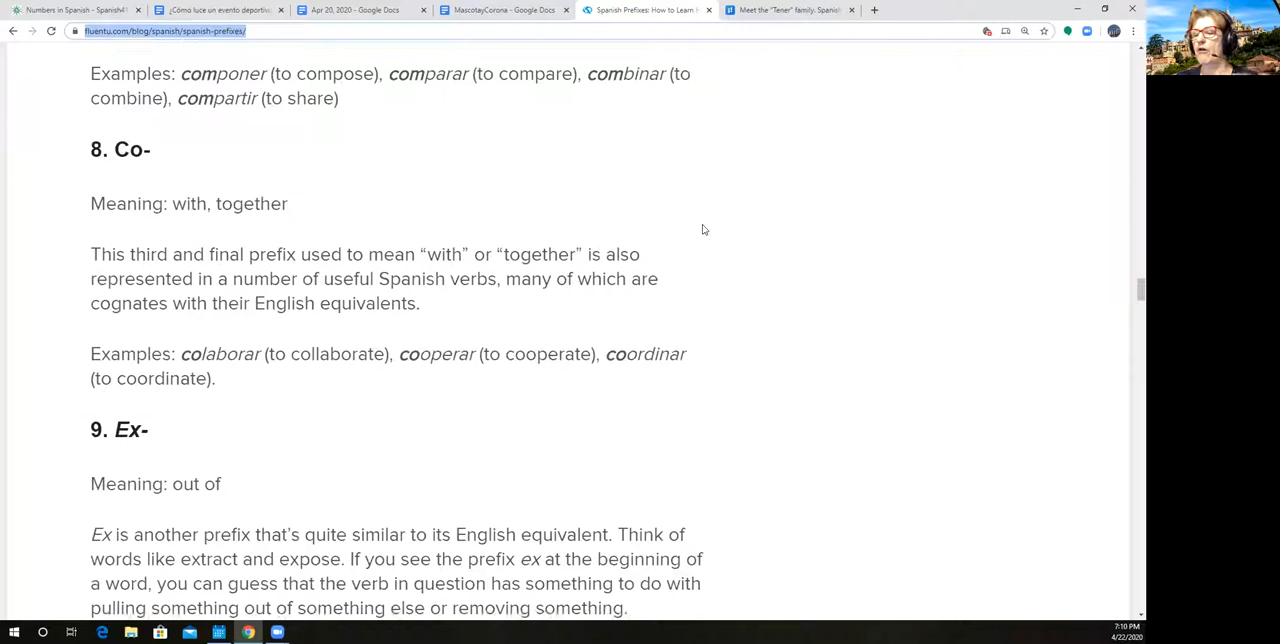 Numbers in Spanish - Spanish41
¿Cómo luce un evento deportiv
Apr 20, 2020 - Google Docs
MascotayCorona - Google Docs
Spanish Prefixes: How to Learn H
Meet the "Tener" family. Spanish
fluentu.com/blog/spanish/spanish-prefixes/
Examples: componer (to compose), comparar (to compare), combinar (to
combine), compartir (to share)
8. Co-
Meaning: with, together
This third and final prefix used to mean “with” or “together” is also
represented in a number of useful Spanish verbs, many of which are
cognates with their English equivalents.
Examples: colaborar (to collaborate), cooperar (to cooperate), coordinar
(to coordinate).
9. Ex-
Meaning: out of
Ex is another prefix that’s quite similar to its English equivalent. Think of
words like extract and expose. If you see the prefix ex at the beginning of
a word, you can guess that the verb in question has something to do with
pulling something out of something else or removing something.
7:10 PM
4/22/2020